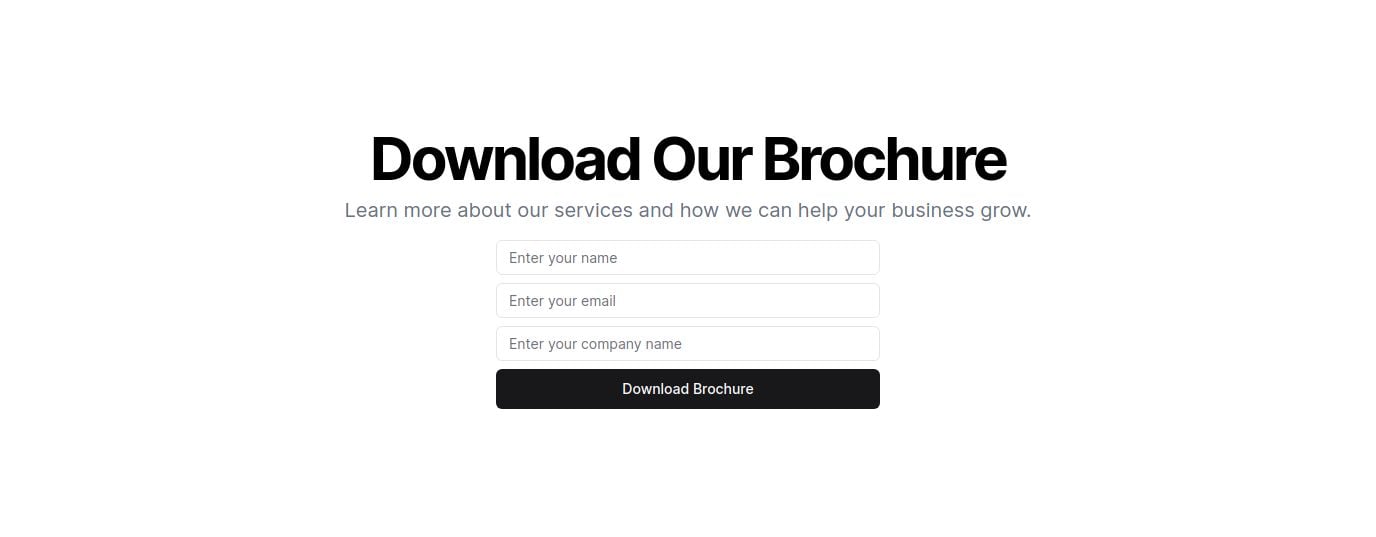 Download Our Brochure
Learn more about our services and how we can help your business grow.
Enter your name
Enter your email
Enter your company name
Download Brochure